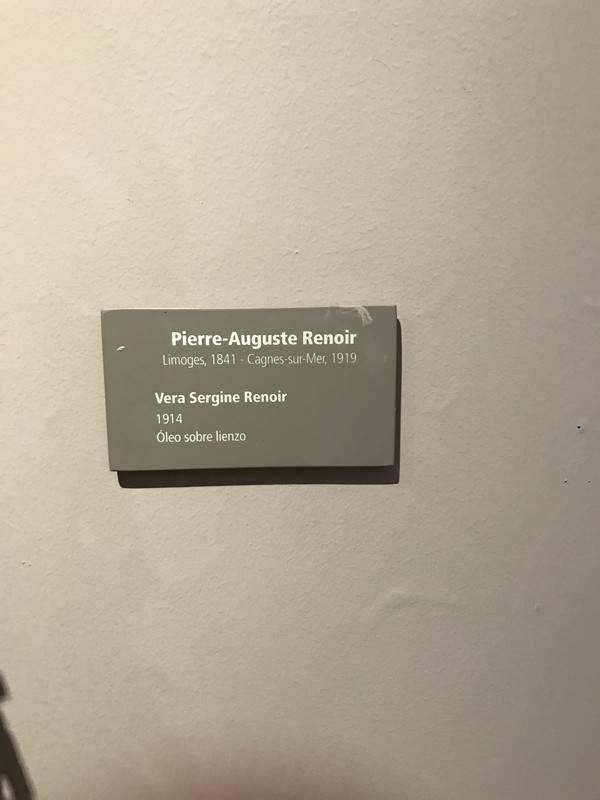 Pierre-Auguste Renoir
Limoges, 1841 - Cagnes-sur-Mer, 1919
Vera Sergine Renoir
1914
Óleo sobre lienzo